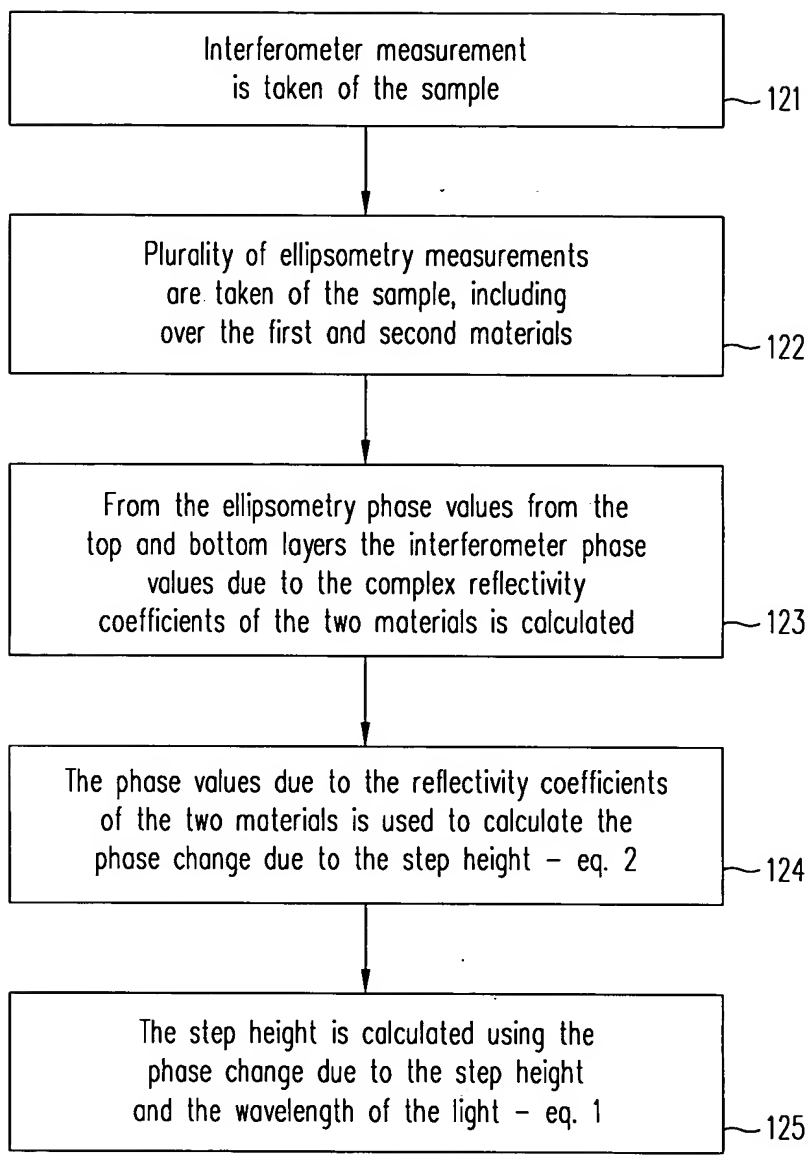 Interferometer measurement
is taken of the sample
121
Plurality of ellipsometry measurements
are taken of the sample, including
over the first and second materials
122
From the ellipsometry phase values from the
top and bottom layers the interferometer phase
values due to the complex reflectivity
coefficients of the two materials is calculated
123
The phase values due to the reflectivity coefficients
of the two materials is used to calculate the
phase change due to the step height – eq. 2
124
The step height is calculated using the
phase change due to the step height
and the wavelength of the light – eq. 1
125